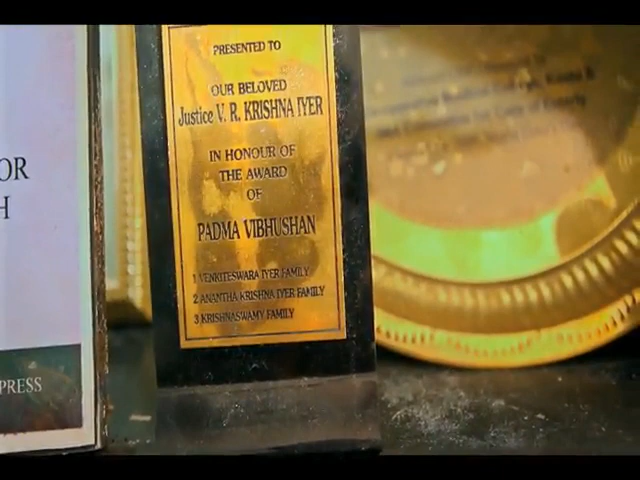 OR
H
PRESS
PRESENTED TO
OUR BELOVED
Justice V. R. KRISHNA IYER
IN HONOUR OF
THE AWARD
OF
PADMA VIBHUSHAN
1 VENKITESWARA IYER FAMILY
2 ANANTHA KRISHNA IYER FAMILY
3 KRISHNASWAMY FAMILY